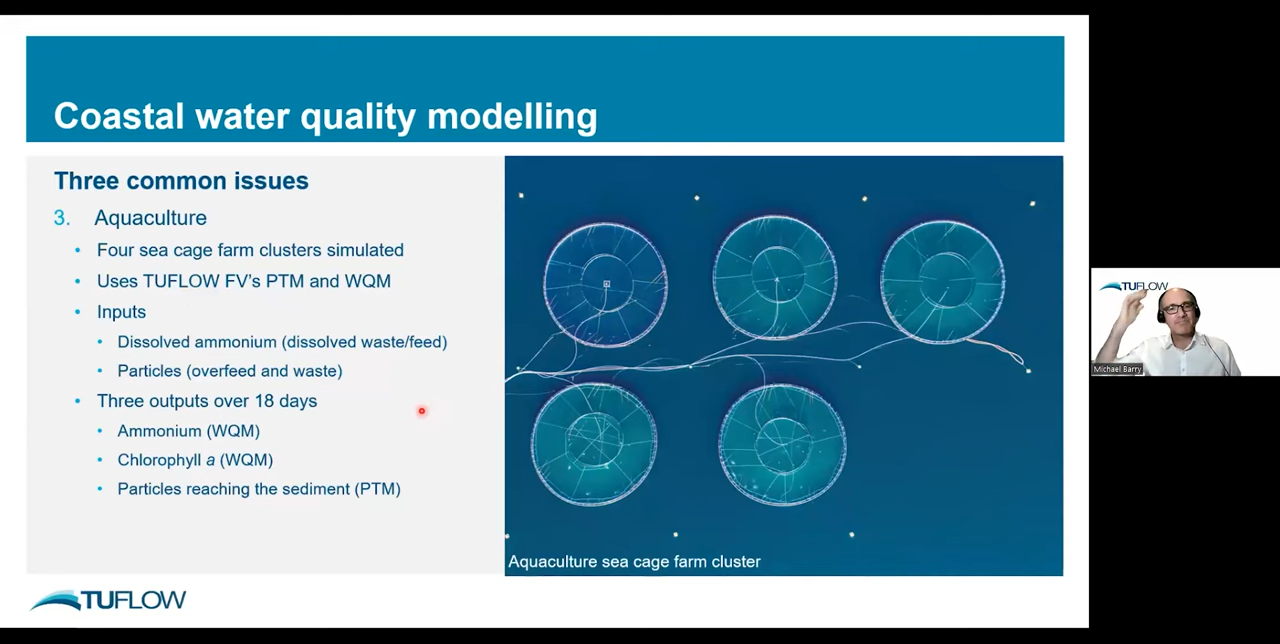 Coastal water quality modelling
Three common issues
3. Aquaculture
• Four sea cage farm clusters simulated
• Uses TUFLOW FV's PTM and WQM
• Inputs
• Dissolved ammonium (dissolved waste/feed)
• Particles (overfeed and waste)
• Three outputs over 18 days
• Ammonium (WQM)
• Chlorophyll a (WQM)
• Particles reaching the sediment (PTM)
Aquaculture sea cage farm cluster
TUFLOW
TUFLOW
Michael Barry